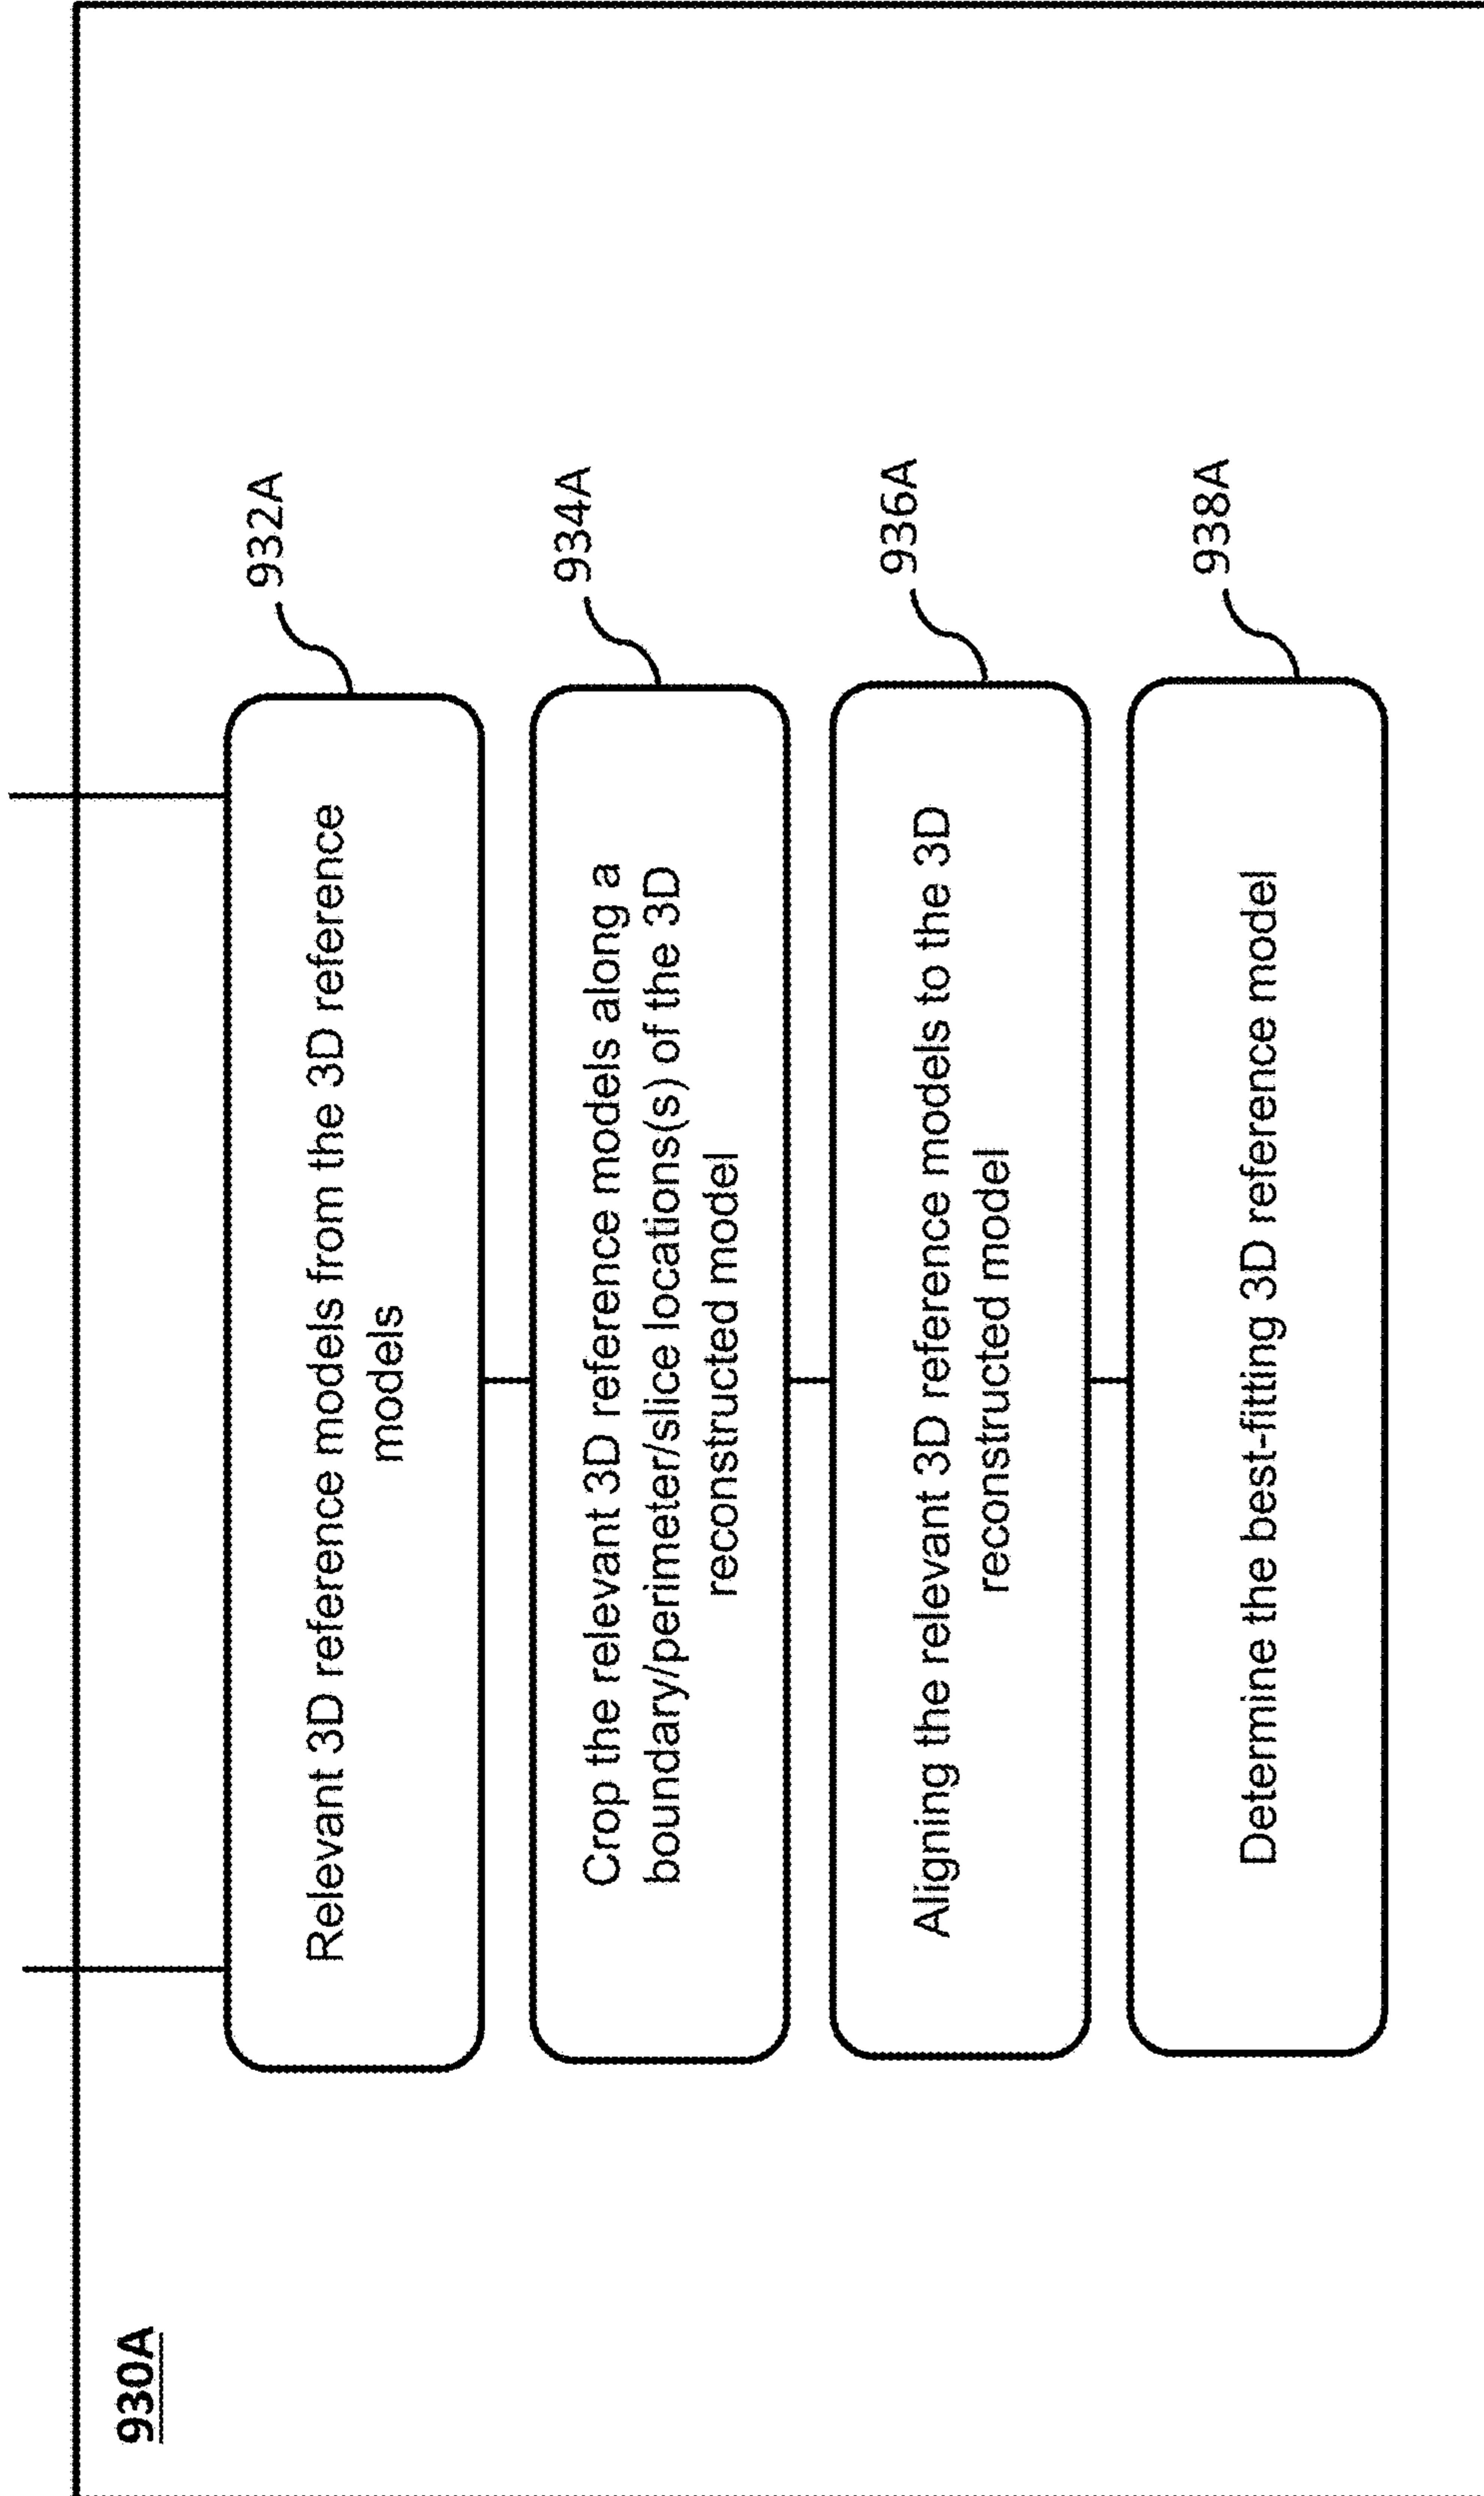 930A
Relevant 3D reference models from the 3D reference
models
932A
Crop the relevant 3D reference models along a
boundary/perimeter/slice locations(s) of the 3D
reconstructed model
934A
Aligning the relevant 3D reference models to the 3D
reconstructed model
936A
Determine the best-fitting 3D reference model
938A